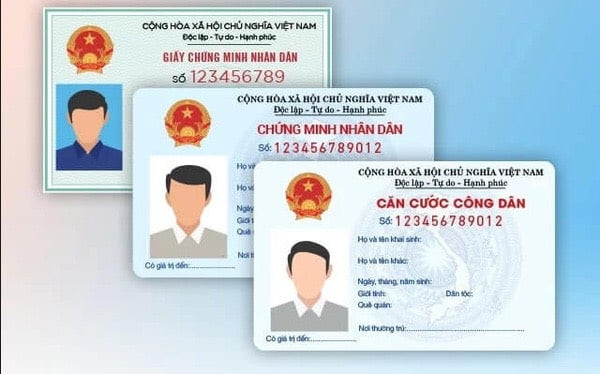 CỘNG HÒA XÃ HỘI CHỦ NGHĨA VIỆT NAM
Độc lập - Tự do - Hạnh phúc
GIẤY CHỨNG MINH NHÂN DÂN
SỐ 123456789
CỘNG HÒA XÃ HỘI CHỦ NGHĨA VIỆT NAM
Độc lập - Tự do - Hạnh phúc
CHỨNG MINH NHÂN DÂN
Số: 123456789012
Họ và
Họ và
Ngày,
Giới tí
Quê
Nơi th
Có giá trị đến:
CỘNG HÒA XÃ HỘI CHỦ NGHĨA VIỆT NAM
Độc lập - Tự do - Hạnh phúc
CĂN CƯỚC CÔNG DÂN
Số: 123456789012
Họ và tên khai sinh:
Họ và tên khác:
Ngày, tháng, năm sinh:
Giới tính: Dân tộc:
Quê quán:
Nơi thường trú:
Có giá trị đến: